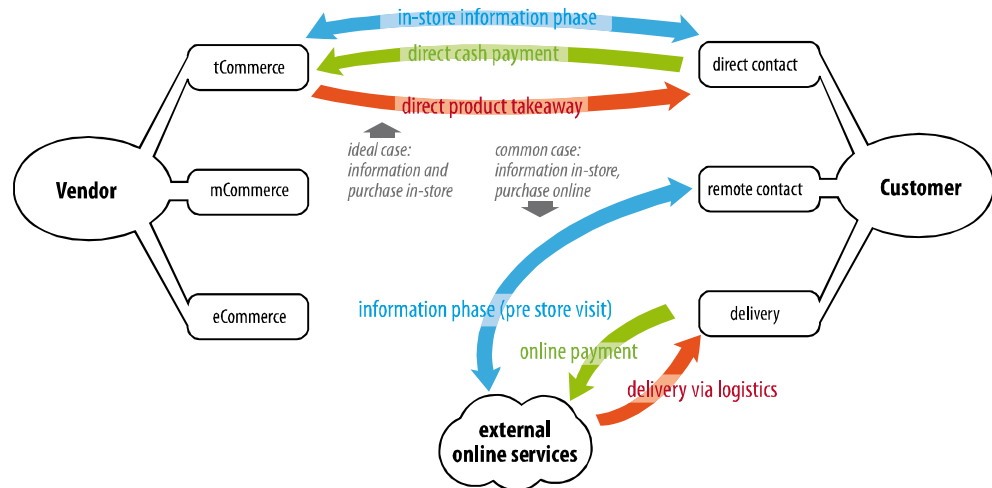 in-store information phase
tCommerce
direct cash payment
direct contact
direct product takeaway
ideal case:
information and
purchase in-store
common case:
information in-store,
purchase online
Vendor
mCommerce
remote contact
Customer
information phase (pre store visit)
eCommerce
delivery
online payment
delivery via logistics
external
online services